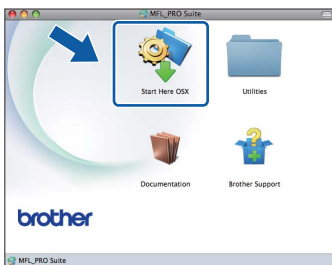 MFL_PRO Suite
Start Here OSX
Utilities
Documentation
Brother Support
brother
MFL_PRO Suite